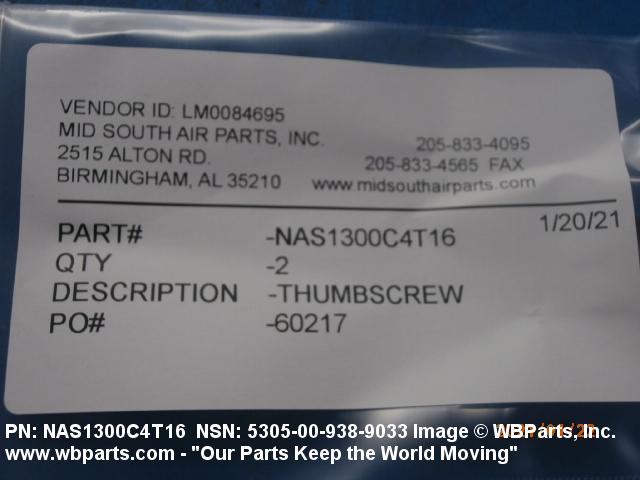 VENDOR ID: LM0084695
MID SOUTH AIR PARTS, INC. 205-833-4095
2515 ALTON RD. 205-833-4565 FAX
BIRMINGHAM, AL 35210 www.midsouthairparts.com
1/20/21
PART# -NAS1300C4T16
QTY -2
DESCRIPTION -THUMBSCREW
PO# -60217
PN: NAS1300C4T16 NSN: 5305-00-938-9033 Image © WBParts, Inc.
www.wbparts.com - "Our Parts Keep the World Moving"